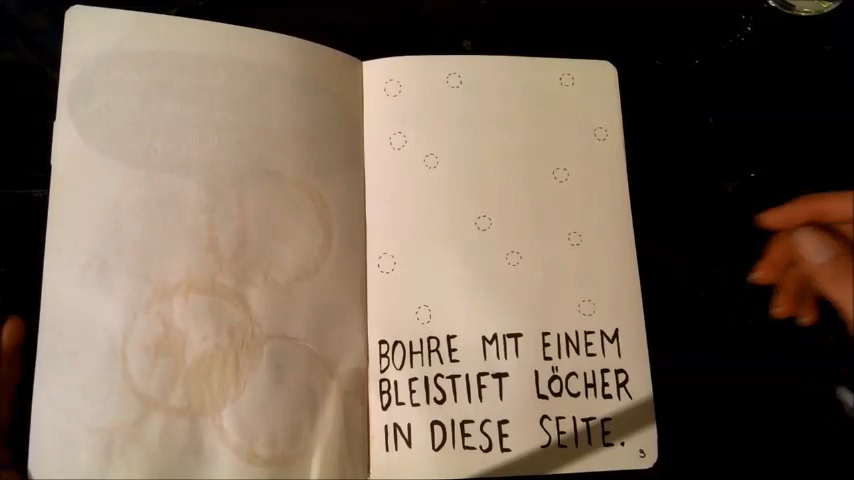 BOHRE MIT EINEM
BLEISTIFT LÖCHER
IN DIESE SEITE.
9